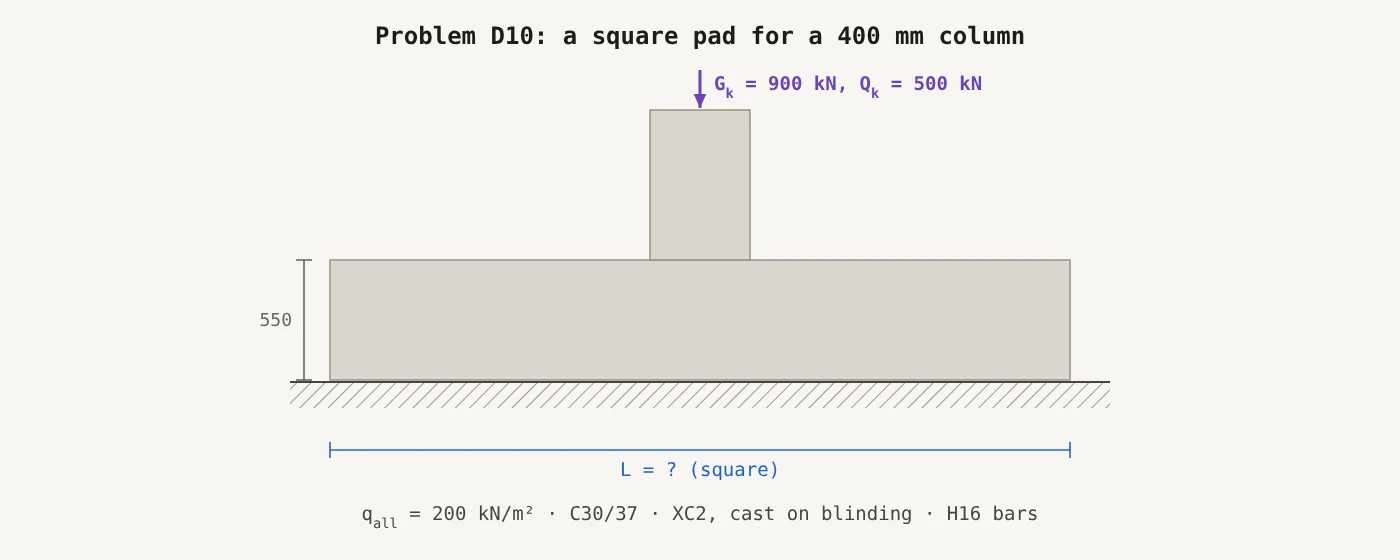 Problem D10: a square pad for a 400 mm column
Gk = 900 kN, Qk = 500 kN
550
L = ? (square)
qall = 200 kN/m² · C30/37 · XC2, cast on blinding · H16 bars